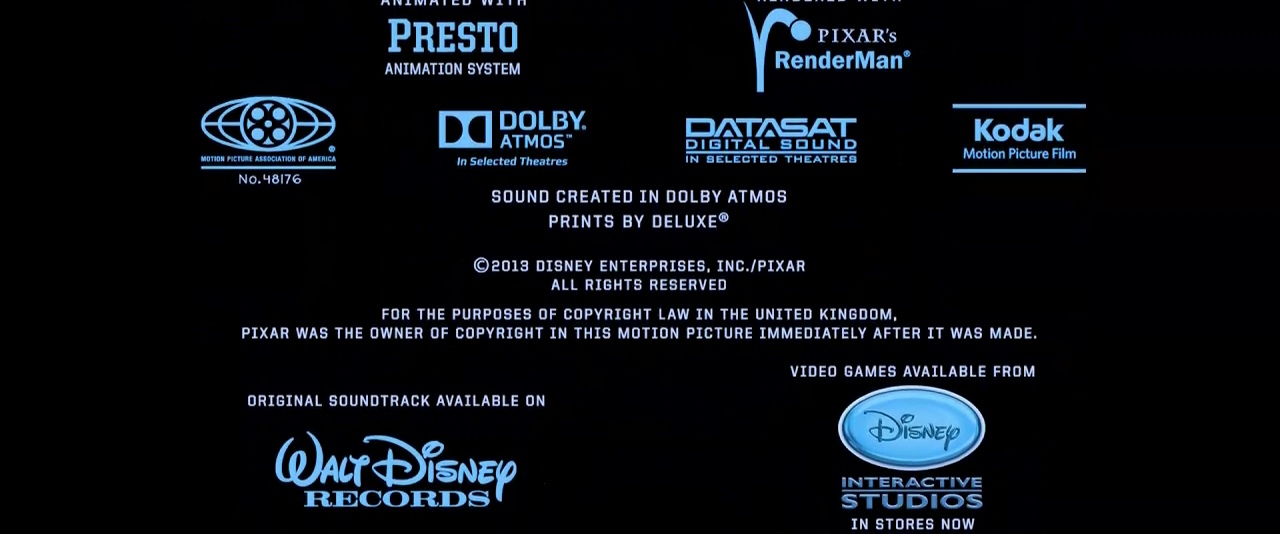 ANIMATED WITH
PRESTO
ANIMATION SYSTEM
RENDERED WITH
PIXAR's
RenderMan®
MOTION PICTURE ASSOCIATION OF AMERICA ®
No.48176
DOLBY®
ATMOS™
In Selected Theatres
DATASAT
DIGITAL SOUND
IN SELECTED THEATRES
Kodak
Motion Picture Film
SOUND CREATED IN DOLBY ATMOS
PRINTS BY DELUXE®
©2013 DISNEY ENTERPRISES, INC./PIXAR
ALL RIGHTS RESERVED
FOR THE PURPOSES OF COPYRIGHT LAW IN THE UNITED KINGDOM,
PIXAR WAS THE OWNER OF COPYRIGHT IN THIS MOTION PICTURE IMMEDIATELY AFTER IT WAS MADE.
ORIGINAL SOUNDTRACK AVAILABLE ON
WALT DISNEY
RECORDS
VIDEO GAMES AVAILABLE FROM
DISNEY
INTERACTIVE
STUDIOS
IN STORES NOW